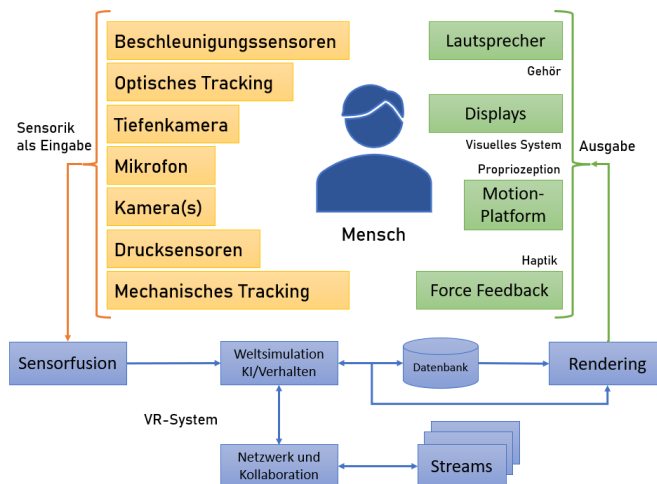 Sensorik
als Eingabe
Beschleunigungssensoren
Optisches Tracking
Tiefenkamera
Mikrofon
Kamera(s)
Drucksensoren
Mechanisches Tracking
Mensch
Lautsprecher
Gehör
Displays
Visuelles System
Propriozeption
Motion-
Platform
Haptik
Force Feedback
Ausgabe
Sensorfusion
Weltsimulation
KI/Verhalten
Datenbank
Rendering
VR-System
Netzwerk und
Kollaboration
Streams